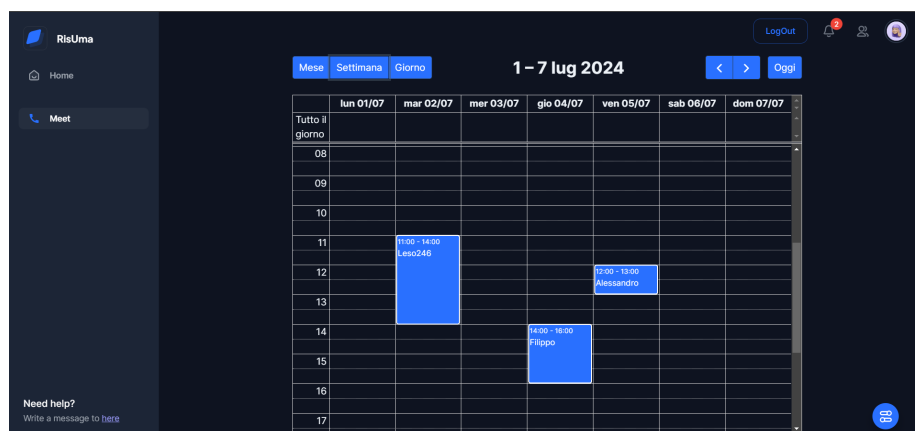 RisUma
LogOut
2
Home
Meet
Mese Settimana Giorno
1 – 7 lug 2024
Oggi
lun 01/07 mar 02/07 mer 03/07 gio 04/07 ven 05/07 sab 06/07 dom 07/07
Tutto il
giorno
08
09
10
11
11:00 - 14:00
Leso246
12
12:00 - 13:00
Alessandro
13
14
14:00 - 16:00
Filippo
15
16
17
Need help?
Write a message to here